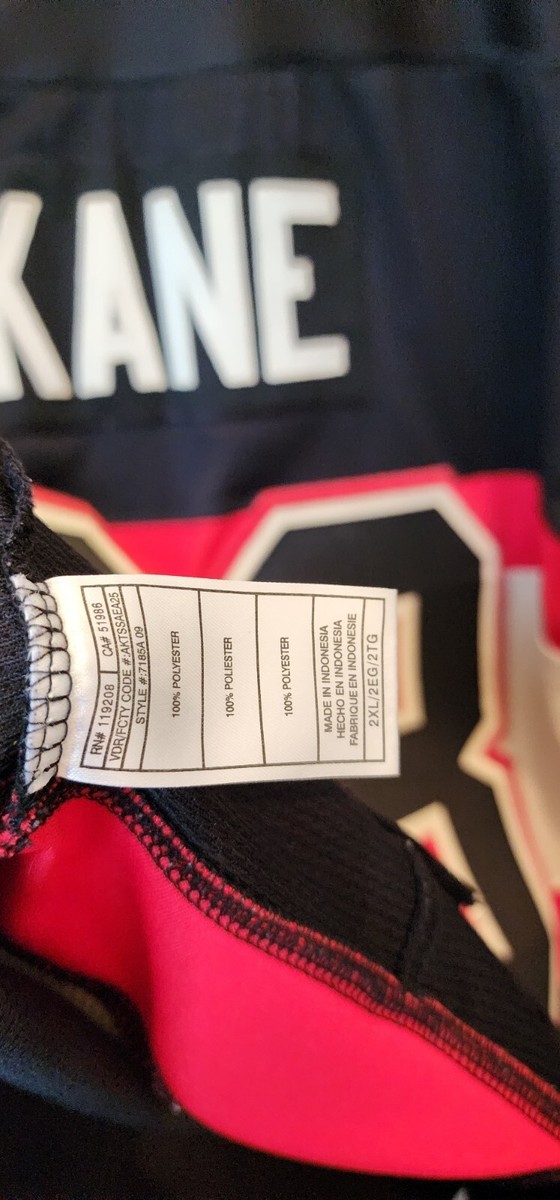 KANE
RN# 119208 CA# 51986
VDR/FCTY CODE #:AKTSSAEA25
STYLE #:7185A 09
100% POLYESTER
100% POLIESTER
100% POLYESTER
MADE IN INDONESIA
HECHO EN INDONESIA
FABRIQUE EN INDONESIE
2XL/2EG/2TG